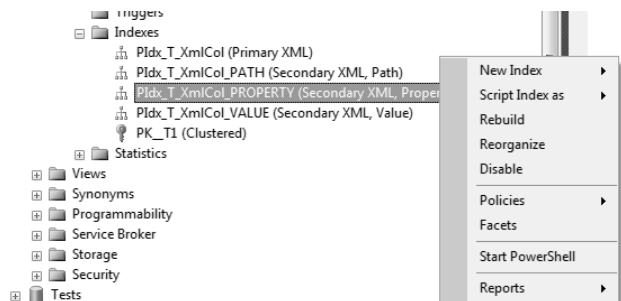 Triggers
Indexes
PIdx_T_XmlCol (Primary XML)
PIdx_T_XmlCol_PATH (Secondary XML, Path)
PIdx_T_XmlCol_PROPERTY (Secondary XML, Proper
PIdx_T_XmlCol_VALUE (Secondary XML, Value)
PK__T1 (Clustered)
Statistics
Views
Synonyms
Programmability
Service Broker
Storage
Security
Tests
New Index
Script Index as
Rebuild
Reorganize
Disable
Policies
Facets
Start PowerShell
Reports